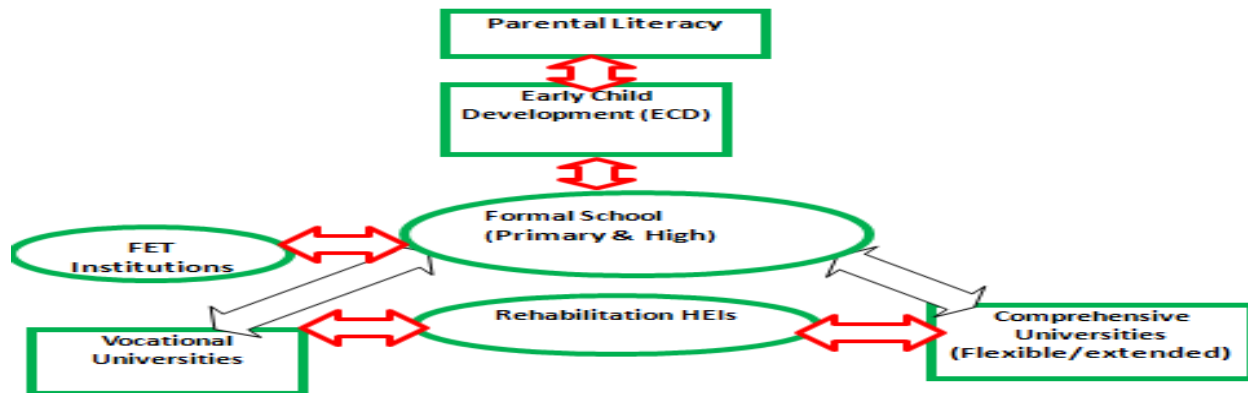 Parental Literacy
Early Child
Development (ECD)
Formal School
(Primary & High)
FET
Institutions
Rehabilitation HEIs
Vocational
Universities
Comprehensive
Universities
(Flexible/extended)